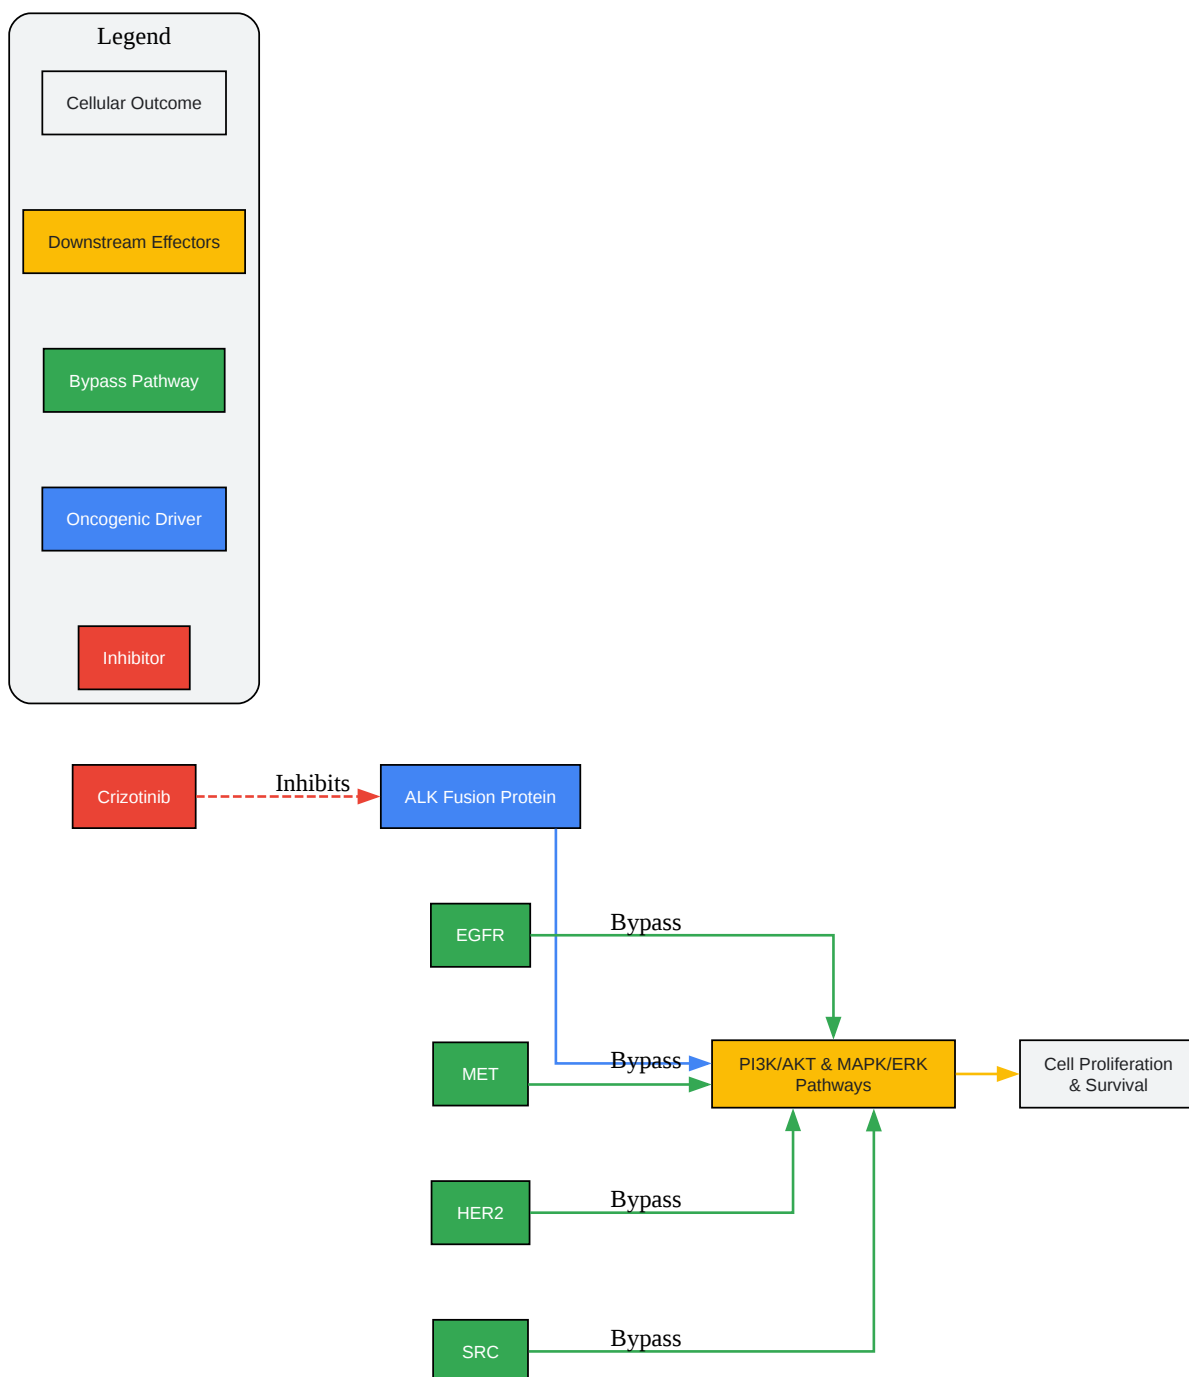 Legend
Cellular Outcome
Downstream Effectors
Bypass Pathway
Oncogenic Driver
Inhibitor
Crizotinib
Inhibits
ALK Fusion Protein
EGFR
Bypass
MET
Bypass
PI3K/AKT & MAPK/ERK
Pathways
Cell Proliferation
& Survival
HER2
Bypass
SRC
Bypass